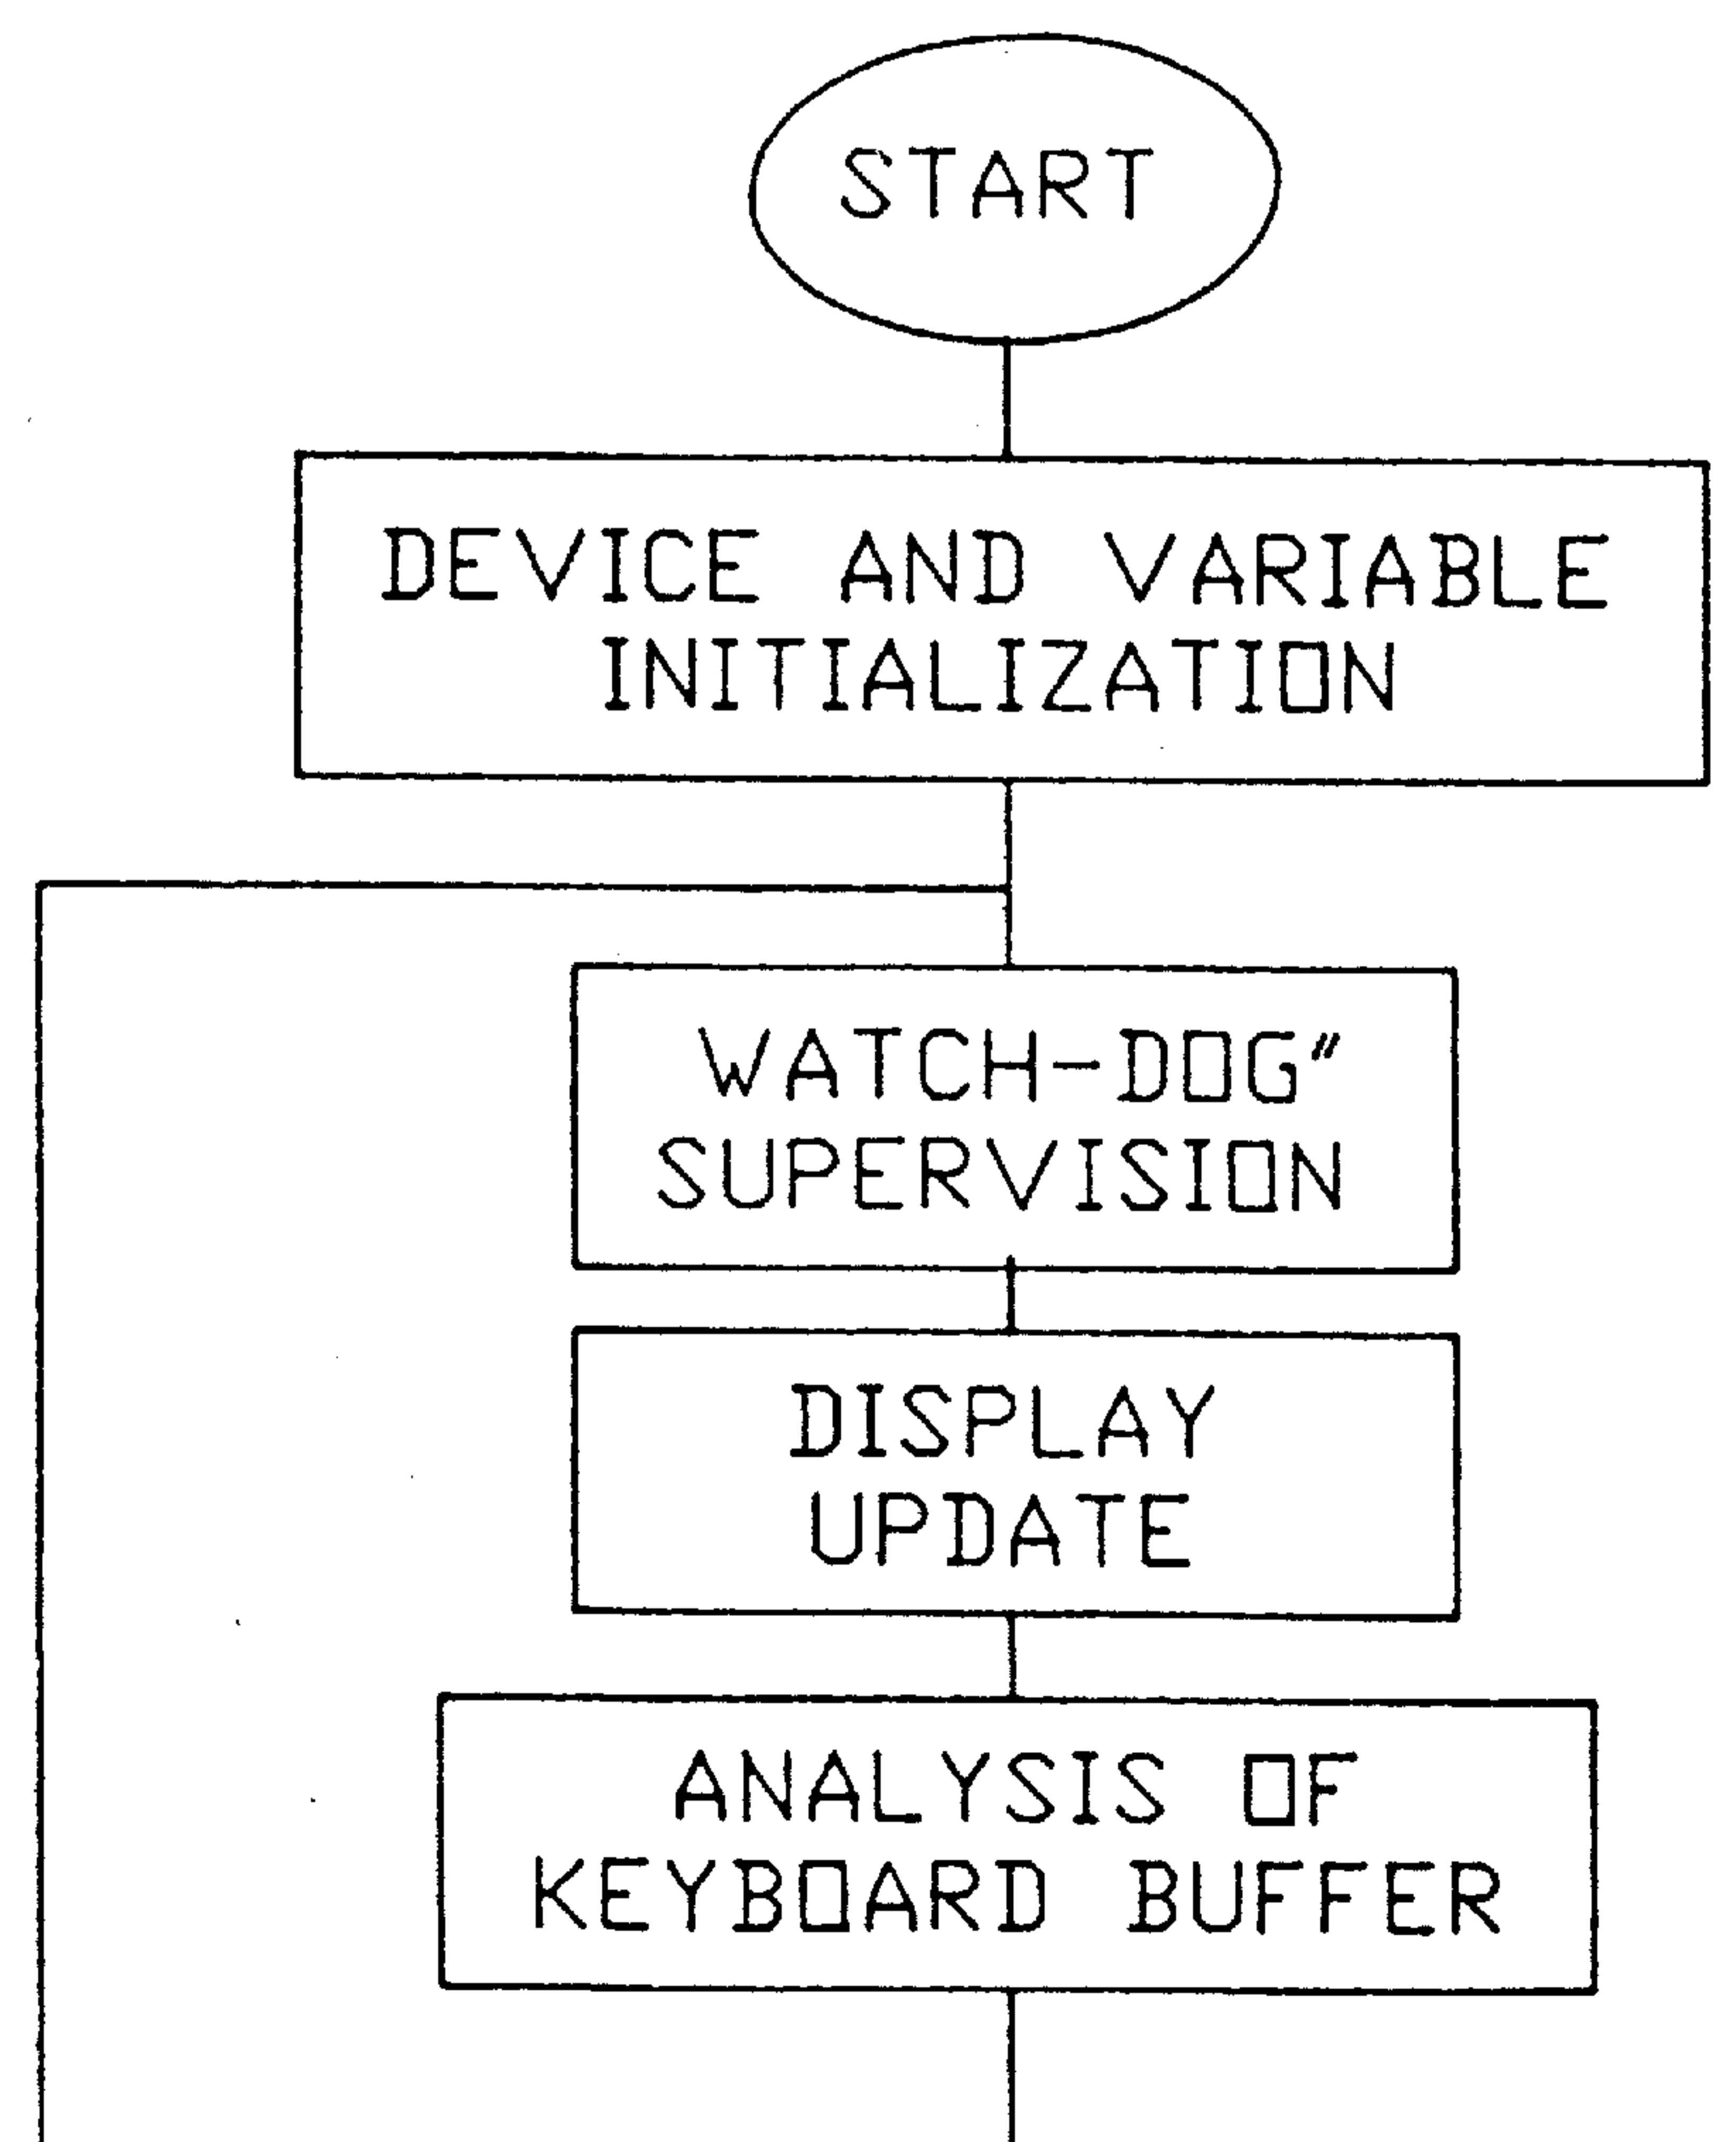 START
DEVICE AND VARIABLE
INITIALIZATION
WATCH-DOG"
SUPERVISION
DISPLAY
UPDATE
ANALYSIS OF
KEYBOARD BUFFER